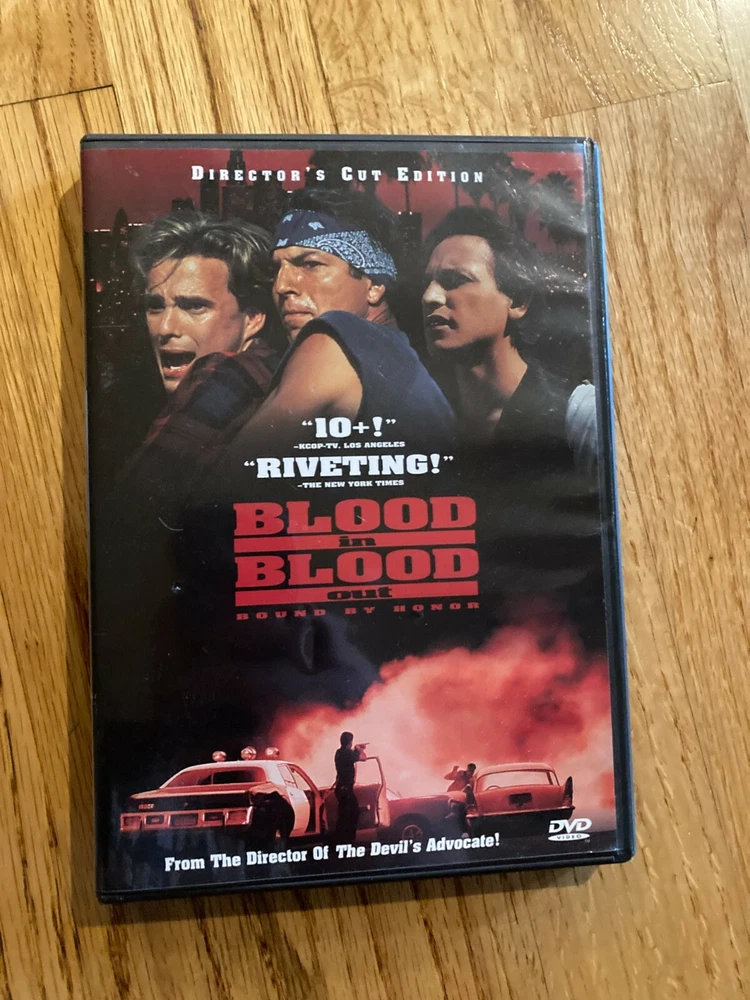 DIRECTOR'S CUT EDITION
"10+!"
-KCOP-TV, LOS ANGELES
"RIVETING!"
-THE NEW YORK TIMES
BLOOD
in
BLOOD
out
BOUND BY HONOR
From The Director Of The Devil's Advocate!
DVD
VIDEO